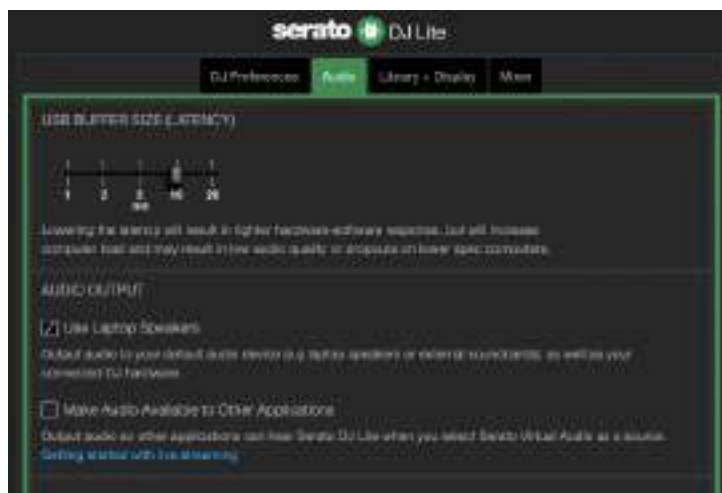 serato DJ Lite
DJ Preferences Audio Library + Display Mixer
USB BUFFER SIZE (LATENCY)
1 2 5 10 25
ms
Lowering the latency will result in tighter hardware-software response, but will increase
computer load and may result in low audio quality or dropouts on lower spec computers.
AUDIO OUTPUT
Use Laptop Speakers
Output audio to your default audio device (e.g laptop speakers or external soundcards), as well as your
connected DJ hardware.
Make Audio Available to Other Applications
Output audio so other applications can hear Serato DJ Lite when you select Serato Virtual Audio as a source.
Getting started with live streaming